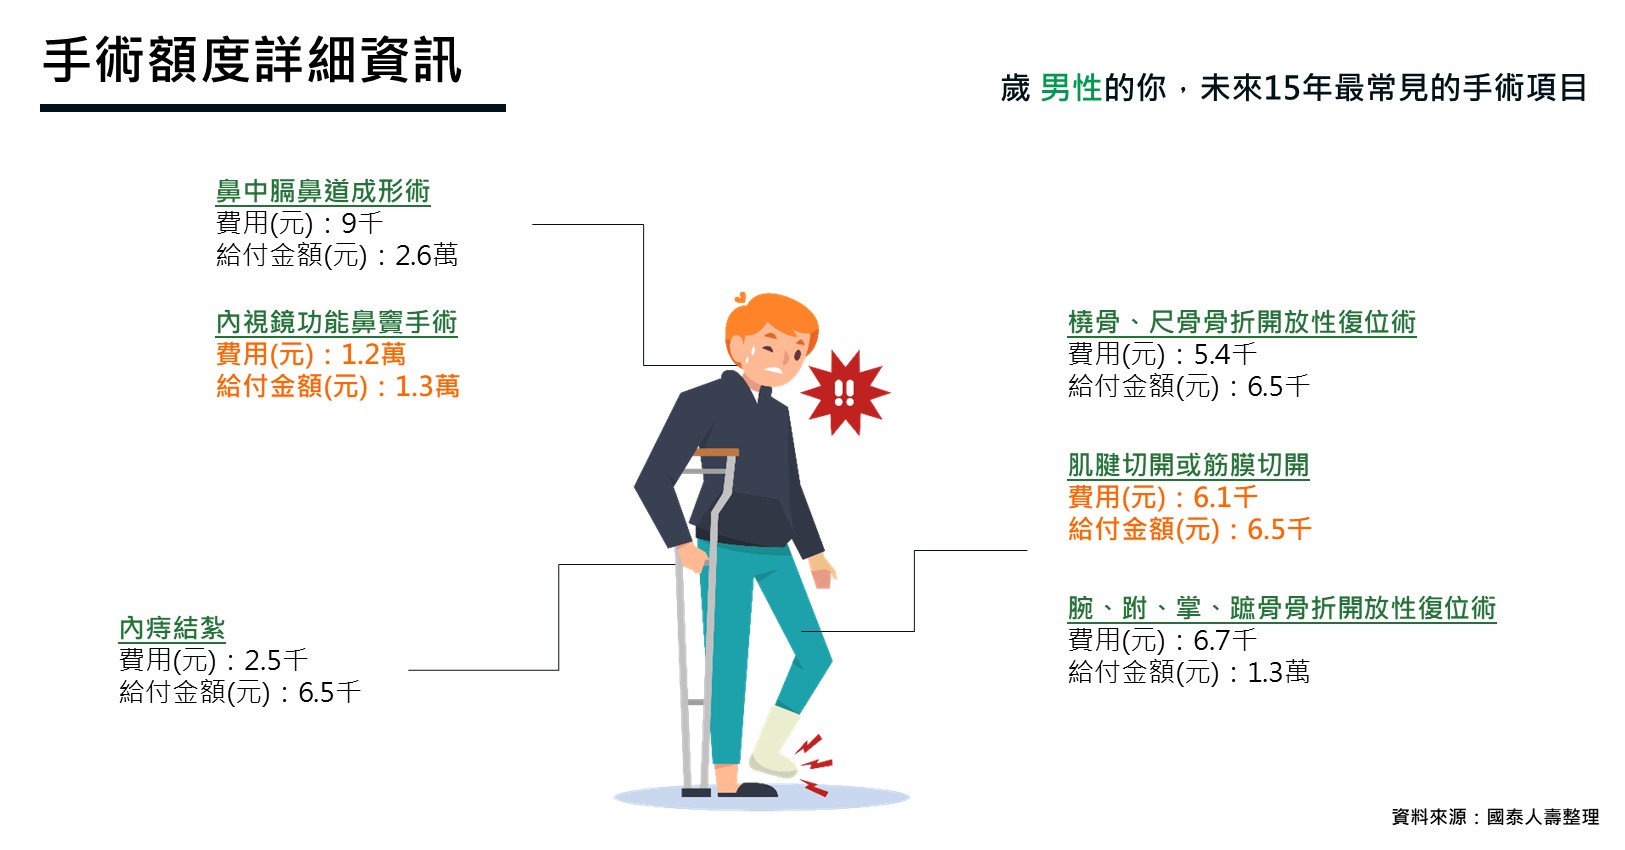 手術額度詳細資訊
歲 男性的你，未來15年最常見的手術項目
鼻中膈鼻道成形術
費用(元)：9千
給付金額(元)：2.6萬
內視鏡功能鼻竇手術
費用(元)：1.2萬
給付金額(元)：1.3萬
內痔結紮
費用(元)：2.5千
給付金額(元)：6.5千
橈骨、尺骨骨折開放性復位術
費用(元)：5.4千
給付金額(元)：6.5千
肌腱切開或筋膜切開
費用(元)：6.1千
給付金額(元)：6.5千
腕、跗、掌、蹠骨骨折開放性復位術
費用(元)：6.7千
給付金額(元)：1.3萬
!!
資料來源：國泰人壽整理